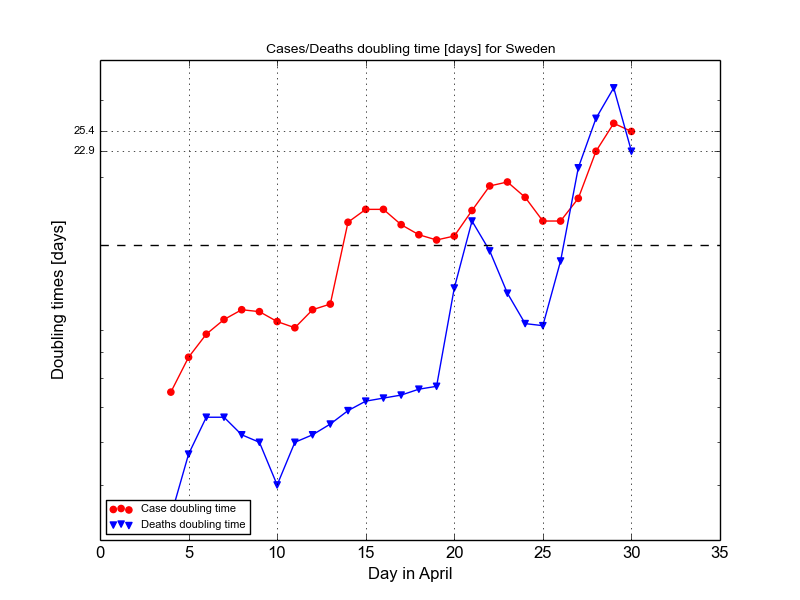 Cases/Deaths doubling time [days] for Sweden
25.4
22.9
Doubling times [days]
Case doubling time
Deaths doubling time
0 5 10 15 20 25 30 35
Day in April